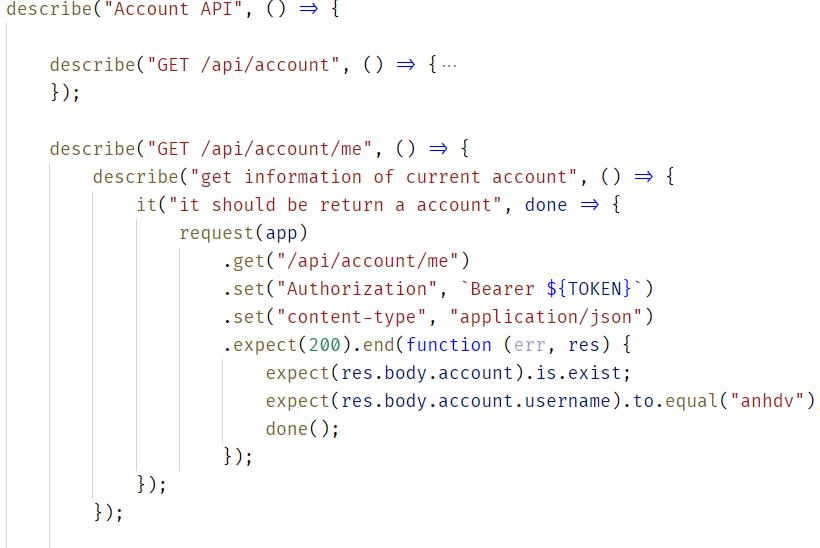 describe("Account API", () => {
describe("GET /api/account", () => {···
});
describe("GET /api/account/me", () => {
describe("get information of current account", () => {
it("it should be return a account", done => {
request(app)
.get("/api/account/me")
.set("Authorization", `Bearer ${TOKEN}`)
.set("content-type", "application/json")
.expect(200).end(function (err, res) {
expect(res.body.account).is.exist;
expect(res.body.account.username).to.equal("anhdv")
done();
});
});
});